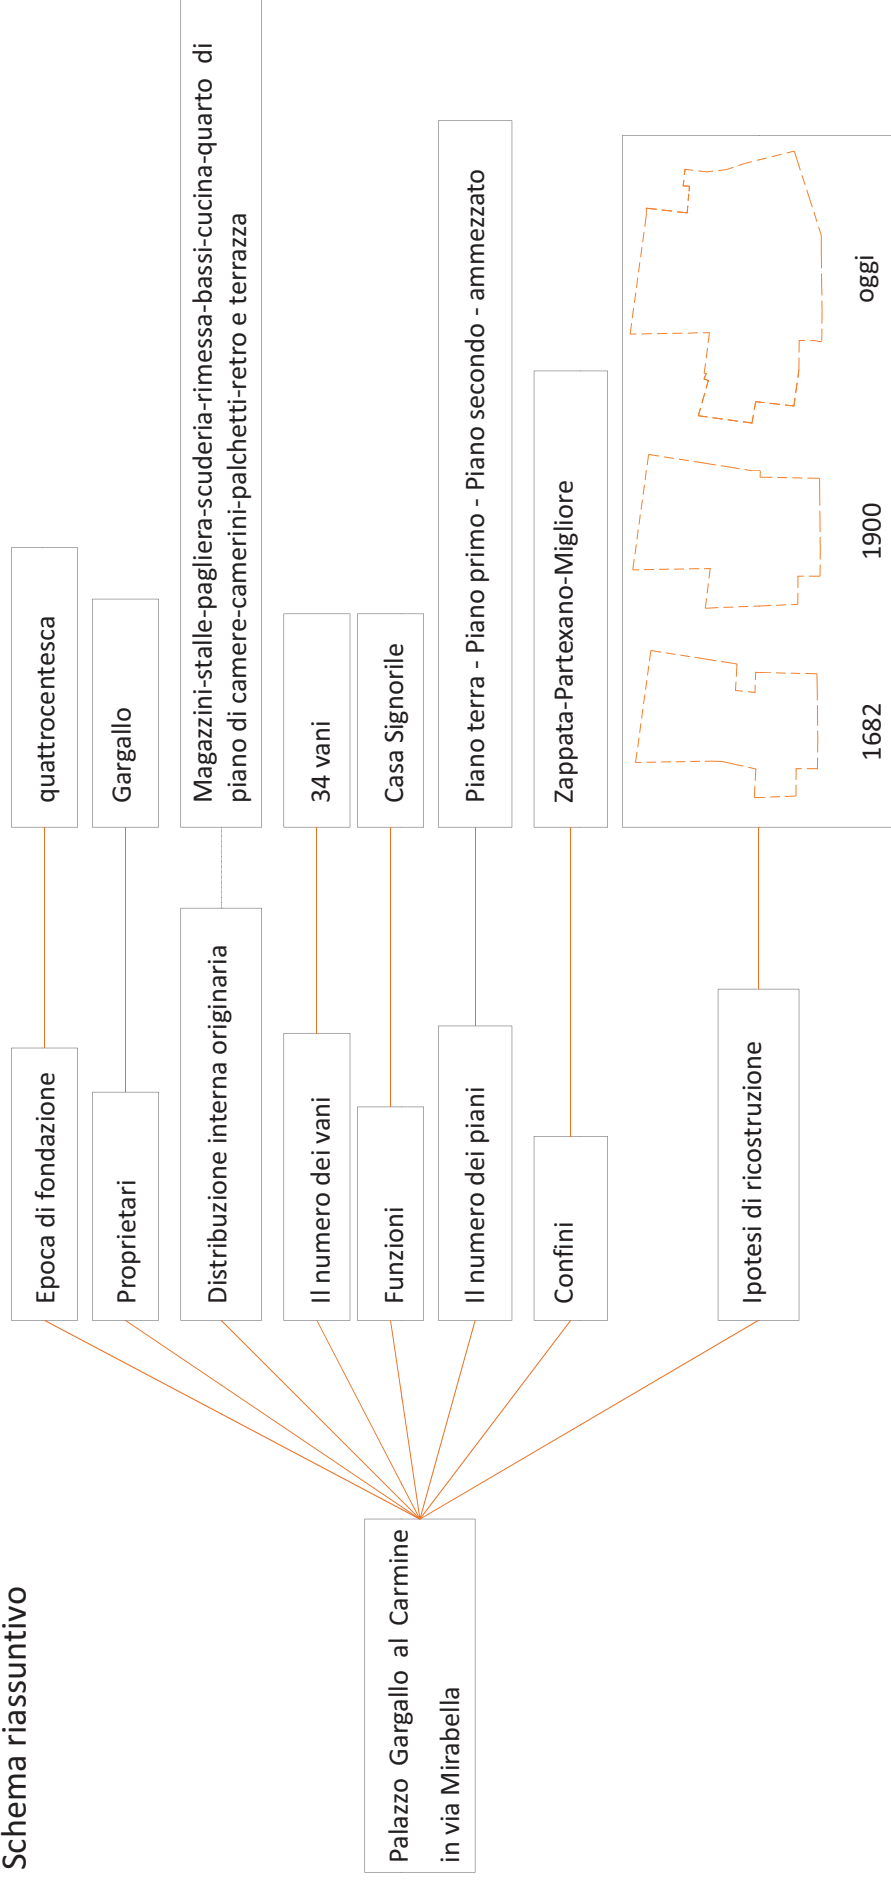 Schema riassuntivo
Palazzo Gargallo al Carmine
in via Mirabella
Epoca di fondazione
quattrocentesca
Proprietari
Gargallo
Distribuzione interna originaria
Magazzini-stalle-pagliera-scuderia-rimessa-bassi-cucina-quarto di
piano di camere-camerini-palchetti-retro e terrazza
Il numero dei vani
34 vani
Funzioni
Casa Signorile
Il numero dei piani
Piano terra - Piano primo - Piano secondo - ammezzato
Confini
Zappata-Partexano-Migliore
Ipotesi di ricostruzione
1682
1900
oggi